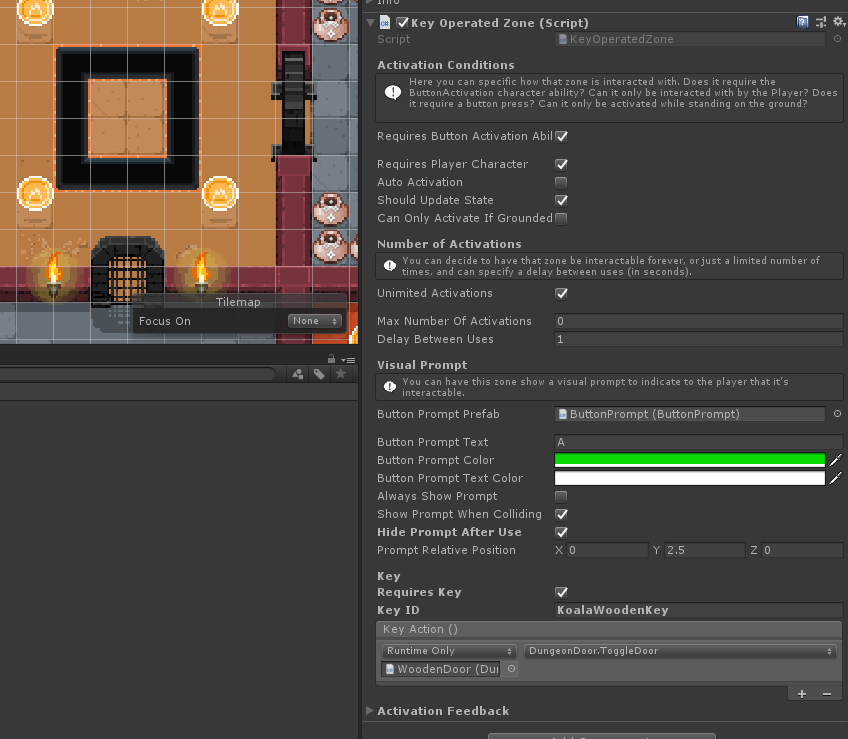 Info
Key Operated Zone (Script)
Script KeyOperatedZone
Activation Conditions
Here you can specific how that zone is interacted with. Does it require the
ButtonActivation character ability? Can it only be interacted with by the Player? Does
it require a button press? Can it only be activated while standing on the ground?
Requires Button Activation Abil
Requires Player Character
Auto Activation
Should Update State
Can Only Activate If Grounded
Number of Activations
You can decide to have that zone be interactable forever, or just a limited number of
times, and can specify a delay between uses (in seconds).
Unimited Activations
Tilemap
Focus On None
Max Number Of Activations 0
Delay Between Uses 1
Visual Prompt
You can have this zone show a visual prompt to indicate to the player that it's
interactable.
Button Prompt Prefab ButtonPrompt (ButtonPrompt)
Button Prompt Text A
Button Prompt Color
Button Prompt Text Color
Always Show Prompt
Show Prompt When Colliding
Hide Prompt After Use
Prompt Relative Position X 0 Y 2.5 Z 0
Key
Requires Key
Key ID KoalaWoodenKey
Key Action ()
Runtime Only DungeonDoor.ToggleDoor
WoodenDoor (Dun
+ −
Activation Feedback